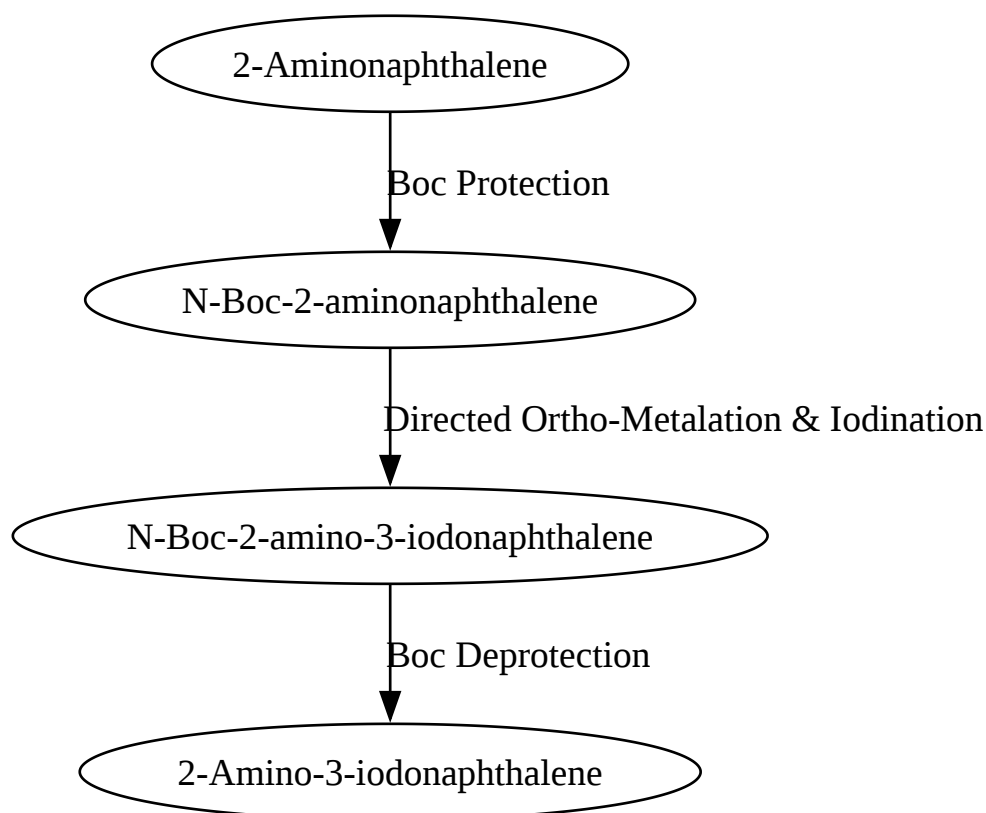 2-Aminonaphthalene
Boc Protection
N-Boc-2-aminonaphthalene
Directed Ortho-Metalation & Iodination
N-Boc-2-amino-3-iodonaphthalene
Boc Deprotection
2-Amino-3-iodonaphthalene